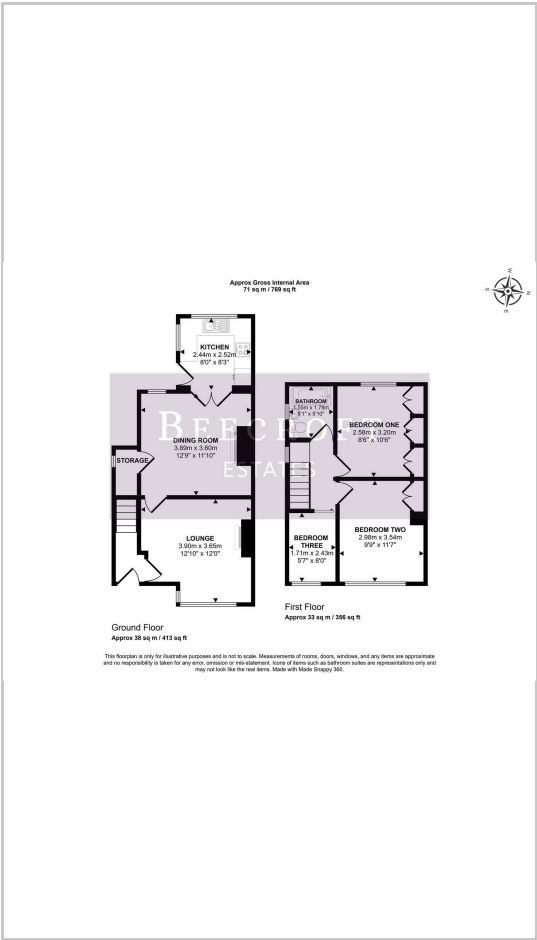 Approx Gross Internal Area
71 sq m / 769 sq ft
W
N
S
E
KITCHEN
2.44m x 2.52m
8'0" x 8'3"
DINING ROOM
3.89m x 3.60m
12'9" x 11'10"
STORAGE
LOUNGE
3.90m x 3.65m
12'10" x 12'0"
Ground Floor
Approx 38 sq m / 413 sq ft
BATHROOM
1.55m x 1.78m
5'1" x 5'10"
BEDROOM ONE
2.58m x 3.20m
8'6" x 10'6"
BEECROFT
ESTATES
BEDROOM
THREE
1.71m x 2.43m
5'7" x 8'0"
BEDROOM TWO
2.98m x 3.54m
9'9" x 11'7"
First Floor
Approx 33 sq m / 356 sq ft
This floorplan is only for illustrative purposes and is not to scale. Measurements of rooms, doors, windows, and any items are approximate
and no responsibility is taken for any error, omission or mis-statement. Icons of items such as bathroom suites are representations only and
may not look like the real items. Made with Made Snappy 360.